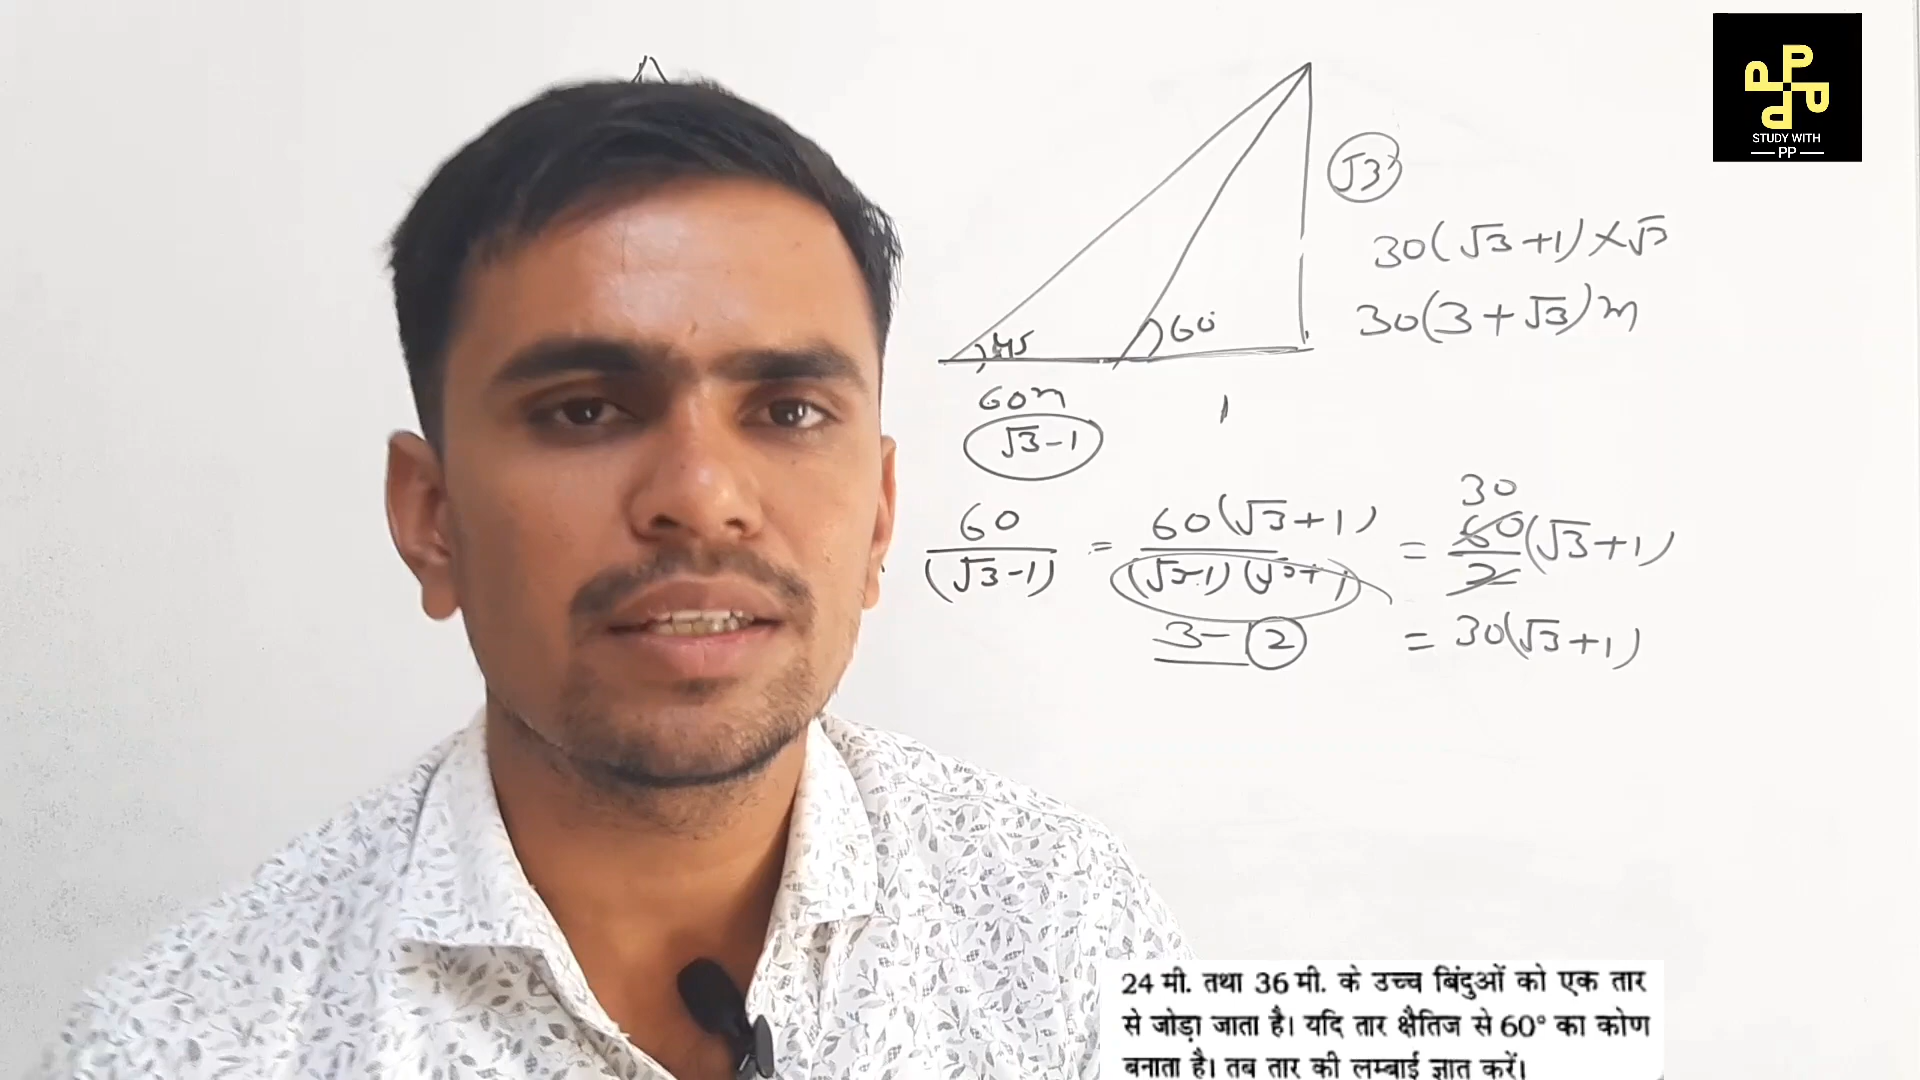 STUDY WITH
PP
√3
30(√3+1)×√3
30(3+√3)m
45
60°
60m
1
√3-1
60/(√3-1) = 60(√3+1)/(√3-1)(√3+1) = 60/2(√3+1)
30
3- 2
= 30(√3+1)
24 मी. तथा 36 मी. के उच्च बिंदुओं को एक तार
से जोड़ा जाता है। यदि तार क्षैतिज से 60° का कोण
बनाता है। तब तार की लम्बाई ज्ञात करें।